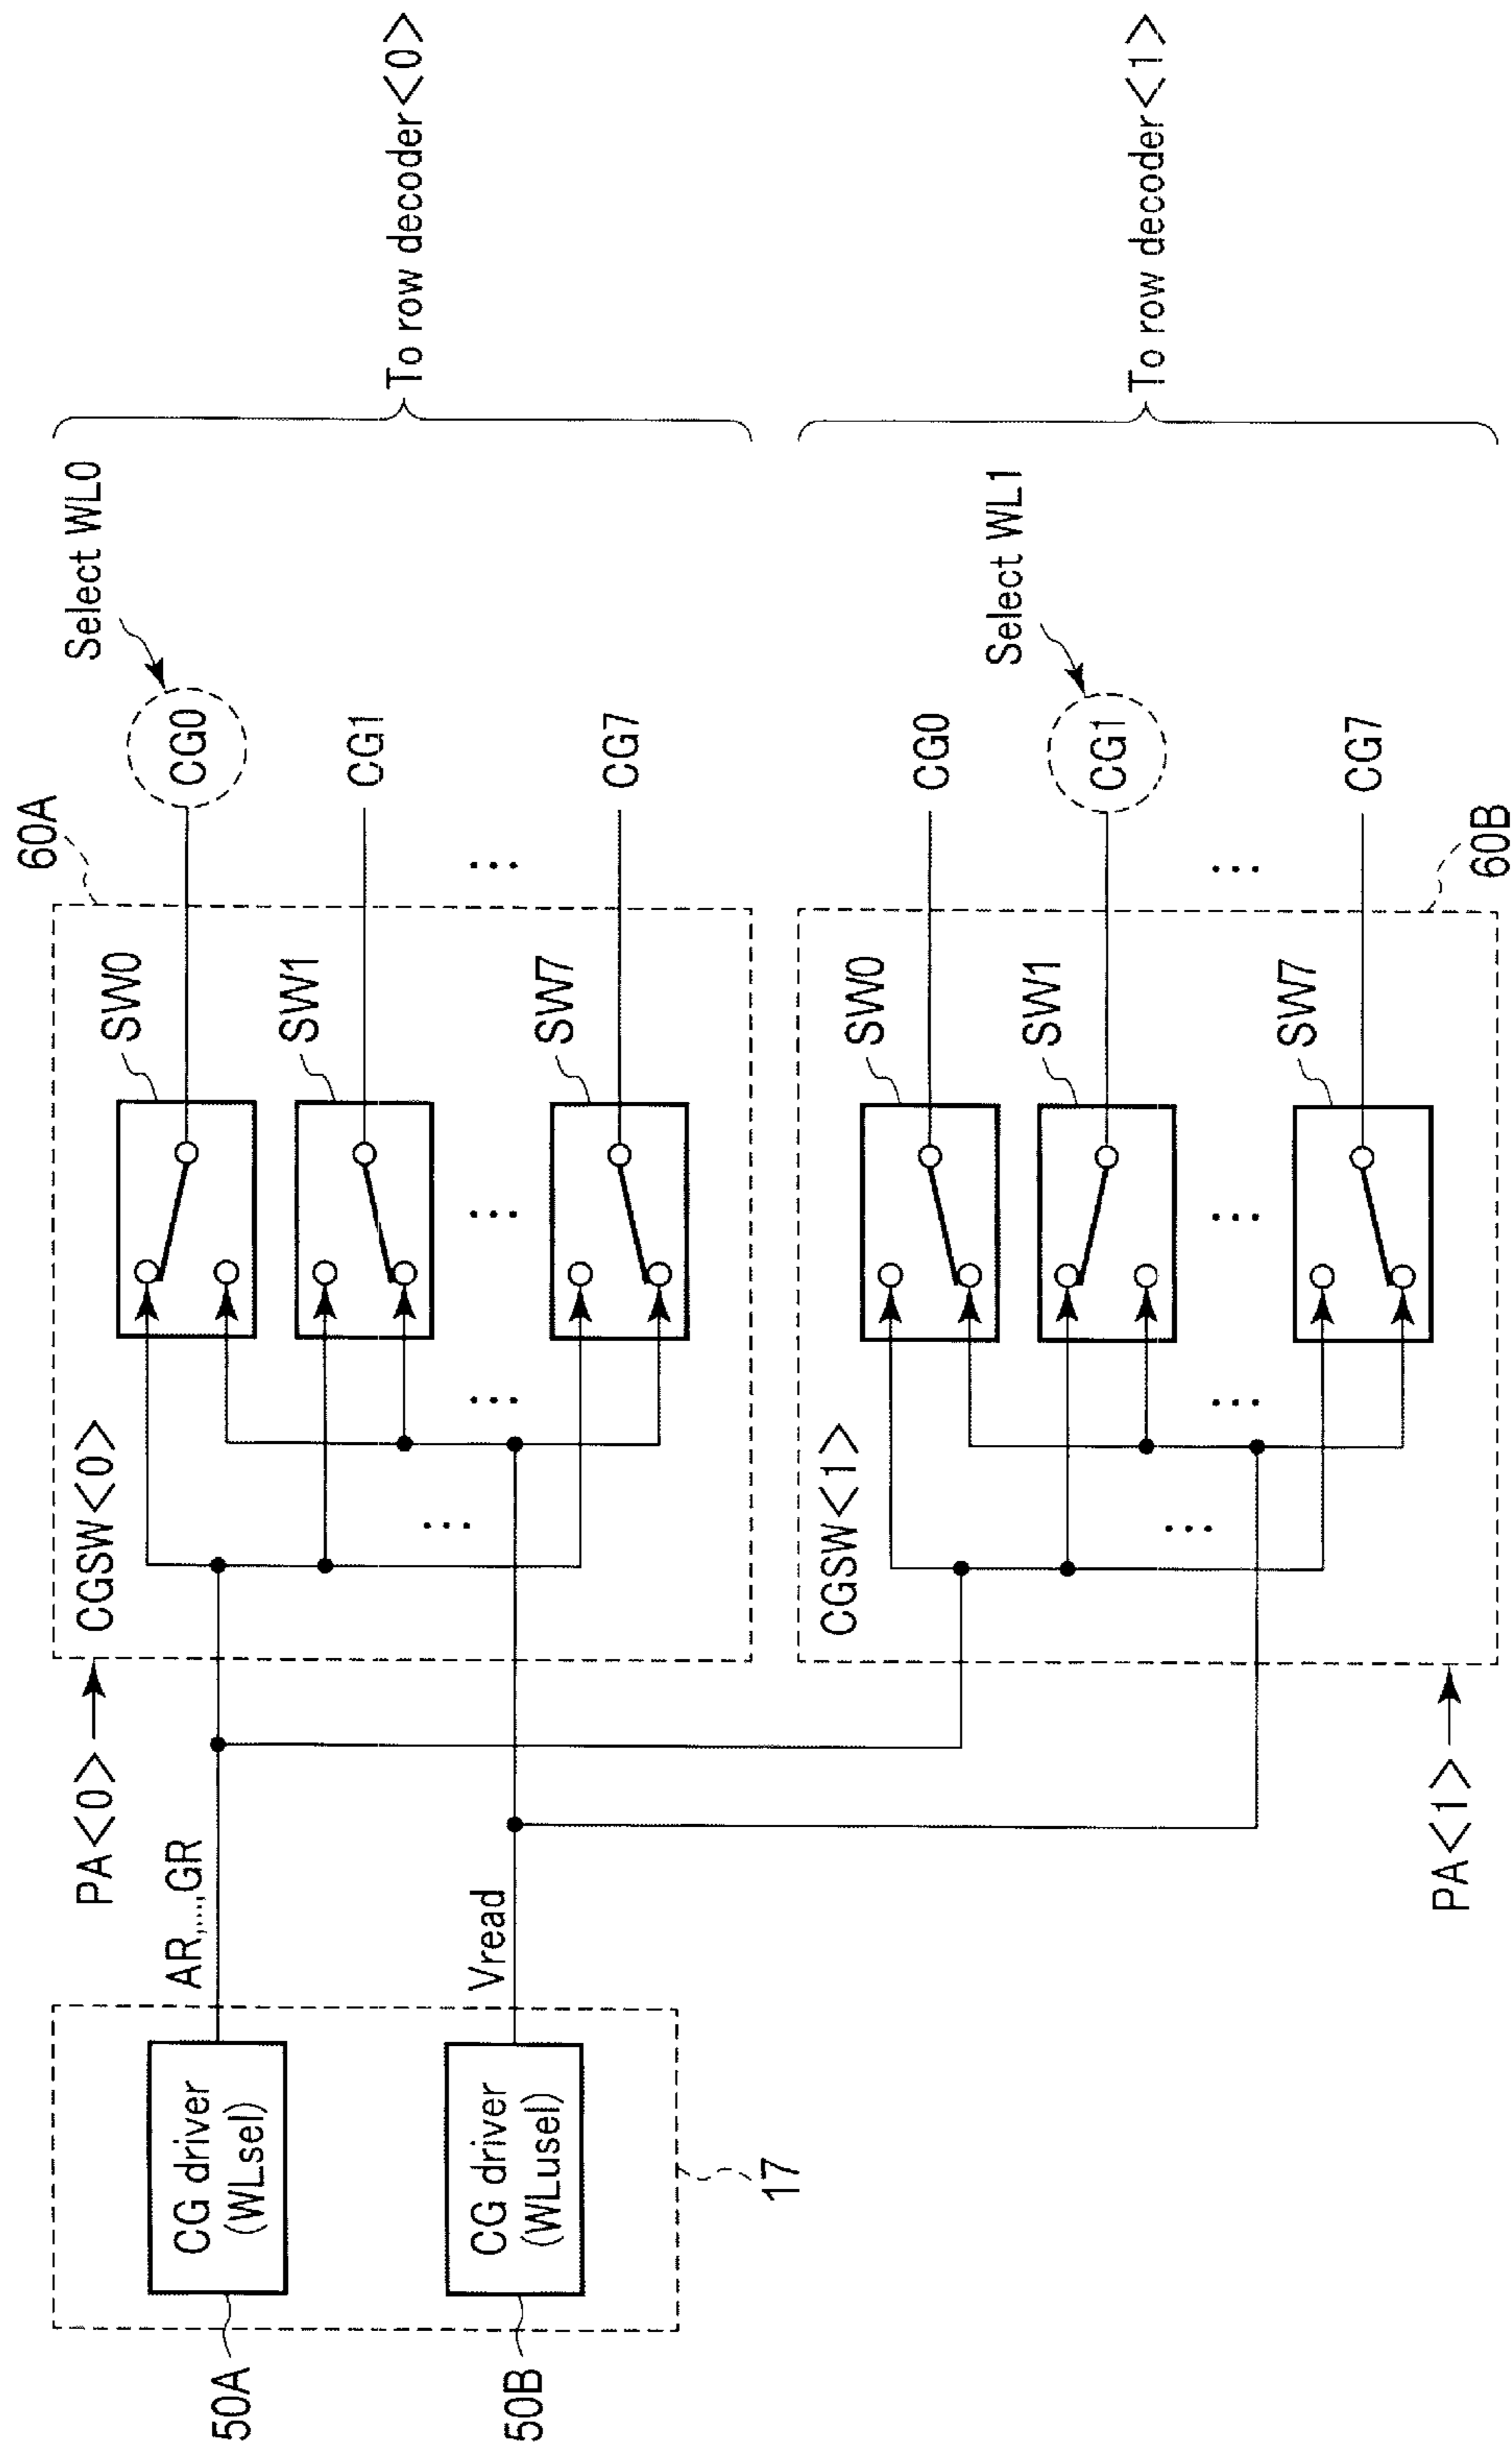 50A
CG driver
(WLsel)
50B
CG driver
(WLusel)
17
AR,...,GR
Vread
PA<0>
CGSW<0>
60A
SW0
SW1
...
SW7
...
...
CG0
CG1
...
CG7
Select WL0
To row decoder<0>
PA<1>
CGSW<1>
60B
SW0
SW1
...
SW7
...
...
CG0
CG1
...
CG7
Select WL1
To row decoder<1>